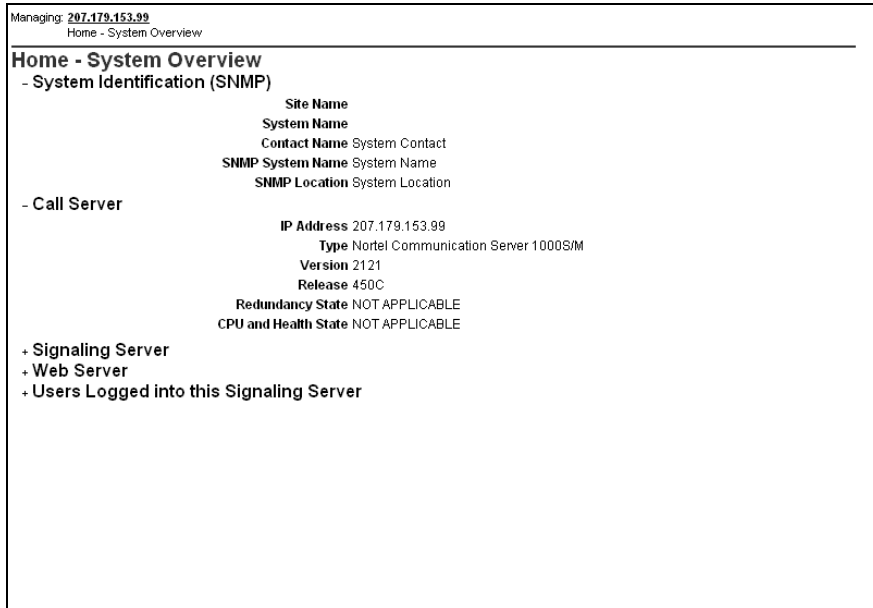 Managing: 207.179.153.99
Home - System Overview
Home - System Overview
- System Identification (SNMP)
Site Name
System Name
Contact Name System Contact
SNMP System Name System Name
SNMP Location System Location
- Call Server
IP Address 207.179.153.99
Type Nortel Communication Server 1000S/M
Version 2121
Release 450C
Redundancy State NOT APPLICABLE
CPU and Health State NOT APPLICABLE
+ Signaling Server
+ Web Server
+ Users Logged into this Signaling Server